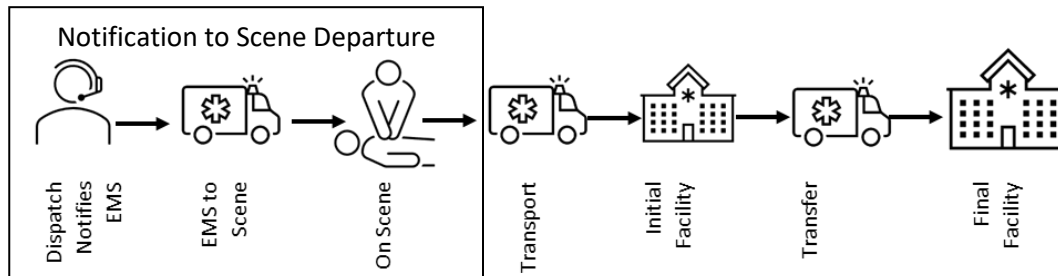 Notification to Scene Departure
Dispatch
Notifies
EMS
EMS to
Scene
On Scene
Transport
Initial
Facility
Transfer
Final
Facility